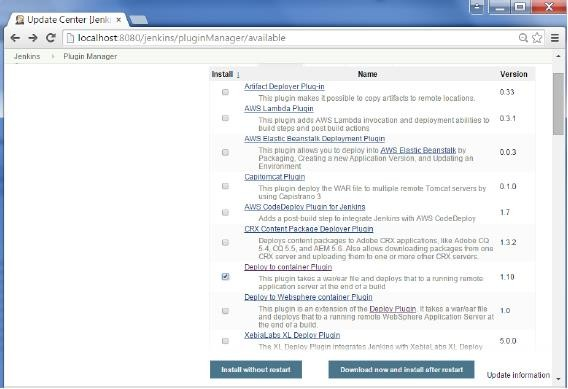 Update Center [Jenki
localhost:8080/jenkins/pluginManager/available
Jenkins › Plugin Manager
Install ↓ Name Version
Artifact Deployer Plug-in
This plugin makes it possible to copy artifacts to remote locations.
0.33
AWS Lambda Plugin
This plugin adds AWS Lambda invocation and deployment abilities to
build steps and post build actions
0.3.1
AWS Elastic Beanstalk Deployment Plugin
This plugin allows you to deploy into AWS Elastic Beanstalk by
Packaging, Creating a new Application Version, and Updating an
Environment
0.0.3
Capitomcat Plugin
This plugin deploy the WAR file to multiple remote Tomcat servers by
using Capistrano 3
0.1.0
AWS CodeDeploy Plugin for Jenkins
Adds a post-build step to integrate Jenkins with AWS CodeDeploy
1.7
CRX Content Package Deployer Plugin
Deploys content packages to Adobe CRX applications, like Adobe CQ
5.4, CQ 5.5, and AEM 5.6. Also allows downloading packages from one
CRX server and uploading them to one or more other CRX servers.
1.3.2
Deploy to container Plugin
This plugin takes a war/ear file and deploys that to a running remote
application server at the end of a build
1.10
Deploy to Websphere container Plugin
This plugin is an extension of the Deploy Plugin. It takes a war/ear file
and deploys that to a running remote WebSphere Application Server at
the end of a build.
1.0
XebiaLabs XL Deploy Plugin
The XL Deploy Plugin integrates Jenkins with XebiaLabs XL Deploy
5.0.0
Install without restart
Download now and install after restart
Update information